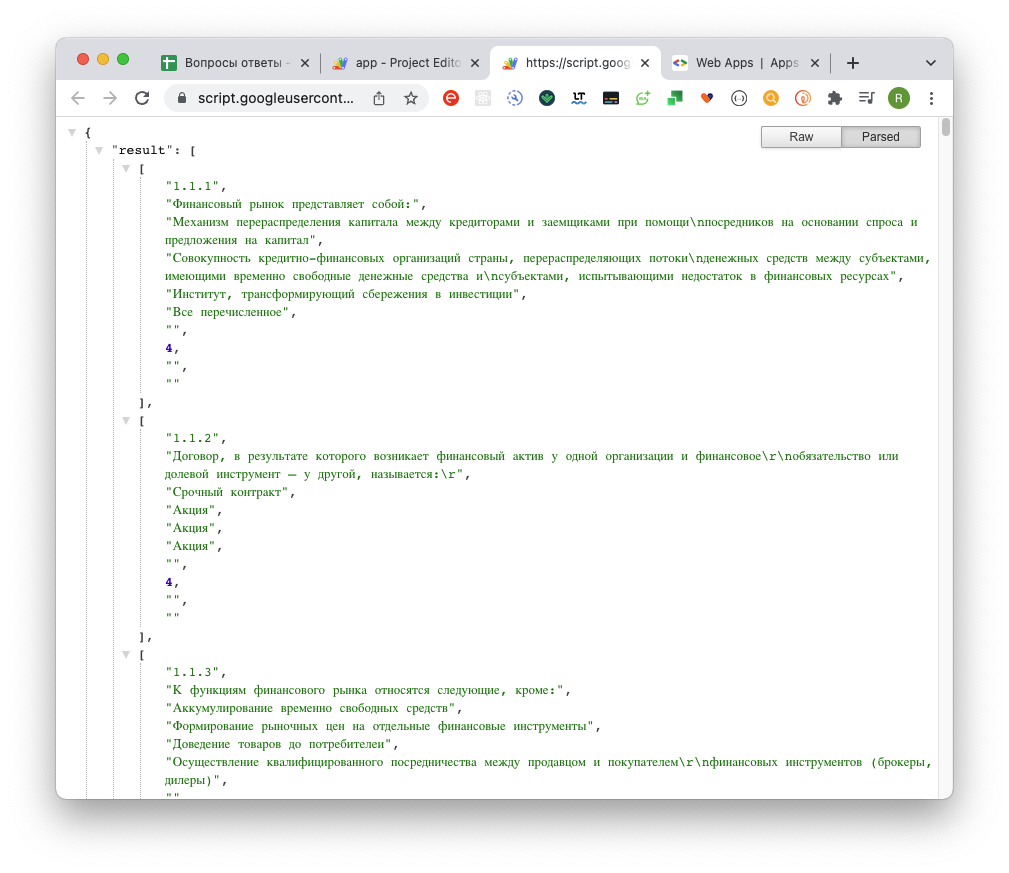 Вопросы ответы -
app - Project Edito
https://script.goog
Web Apps | Apps
script.googleusercont...
R
Raw
Parsed
{
"result": [
[
"1.1.1",
"Финансовый рынок представляет собой:",
"Механизм перераспределения капитала между кредиторами и заемщиками при помощи\nпосредников на основании спроса и
предложения на капитал",
"Совокупность кредитно-финансовых организаций страны, перераспределяющих потоки\nденежных средств между субъектами,
имеющими временно свободные денежные средства и\nсубъектами, испытывающими недостаток в финансовых ресурсах",
"Институт, трансформирующий сбережения в инвестиции",
"Все перечисленное",
"",
4,
"",
""
],
[
"1.1.2",
"Договор, в результате которого возникает финансовый актив у одной организации и финансовое\r\nобязательство или
долевой инструмент — у другой, называется:\r",
"Срочный контракт",
"Акция",
"Акция",
"Акция",
"",
4,
"",
""
],
[
"1.1.3",
"К функциям финансового рынка относятся следующие, кроме:",
"Аккумулирование временно свободных средств",
"Формирование рыночных цен на отдельные финансовые инструменты",
"Доведение товаров до потребителеи",
"Осуществление квалифицированного посредничества между продавцом и покупателем\r\nфинансовых инструментов (брокеры,
дилеры)",
""